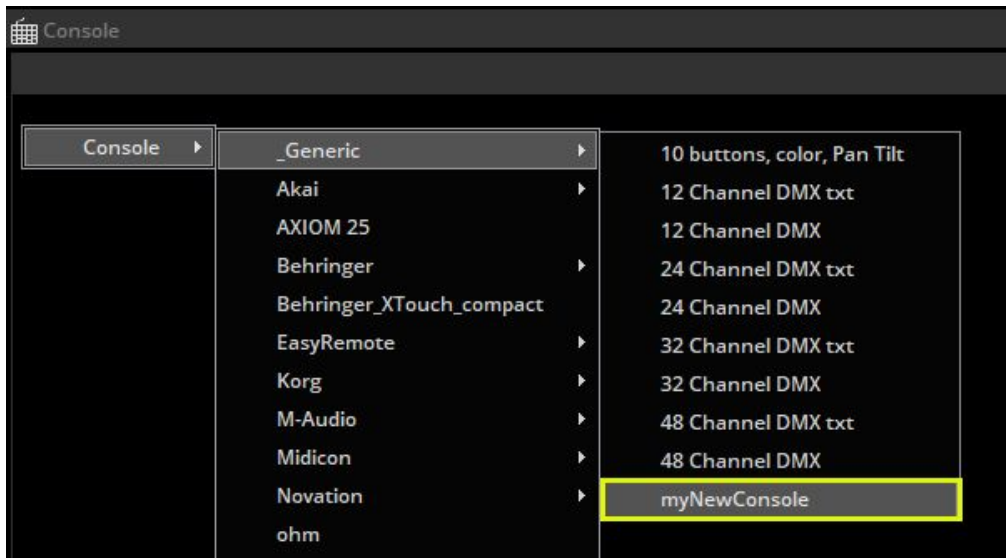 Console
Console
_Generic
Akai
AXIOM 25
Behringer
Behringer_XTouch_compact
EasyRemote
Korg
M-Audio
Midicon
Novation
ohm
10 buttons, color, Pan Tilt
12 Channel DMX txt
12 Channel DMX
24 Channel DMX txt
24 Channel DMX
32 Channel DMX txt
32 Channel DMX
48 Channel DMX txt
48 Channel DMX
myNewConsole